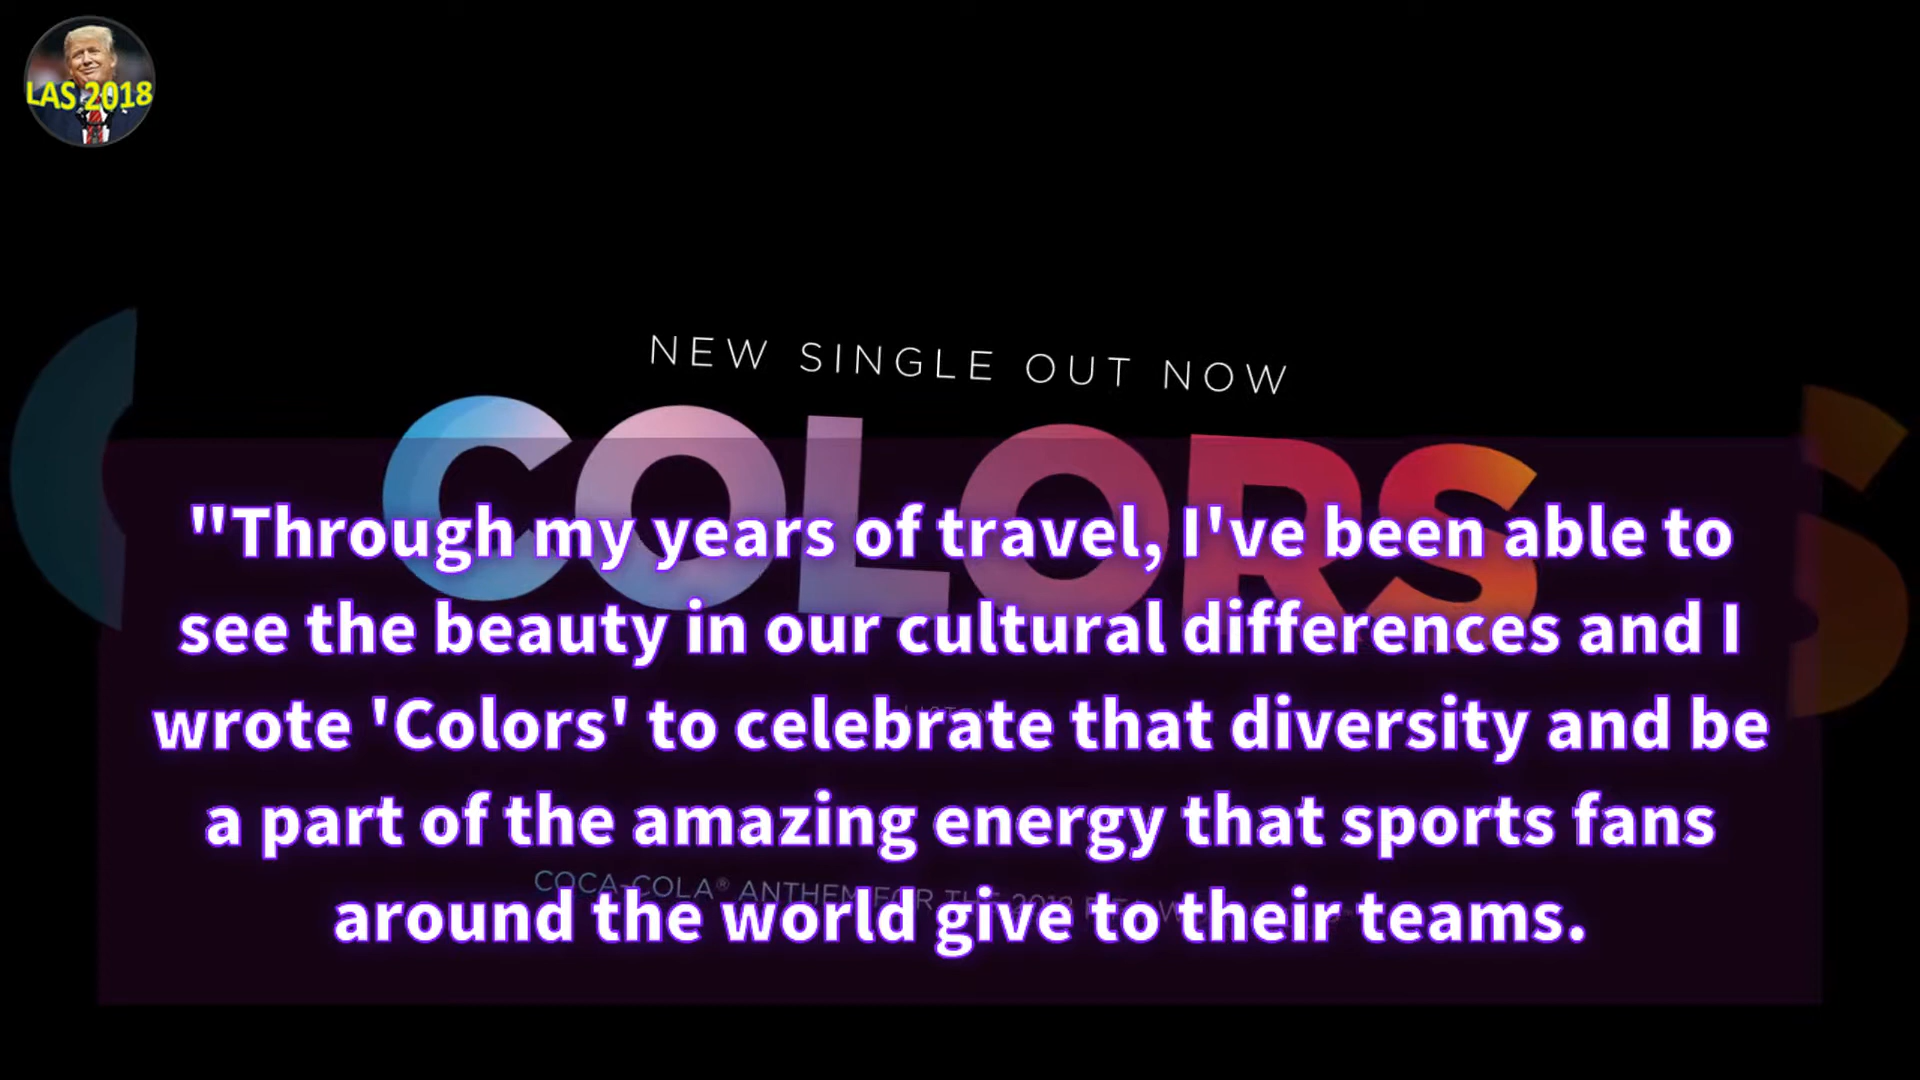 LAS 2018
NEW SINGLE OUT NOW
COLORS
"Through my years of travel, I've been able to
see the beauty in our cultural differences and I
wrote 'Colors' to celebrate that diversity and be
a part of the amazing energy that sports fans
COCA-COLA® ANTHEM FOR THE
around the world give to their teams.